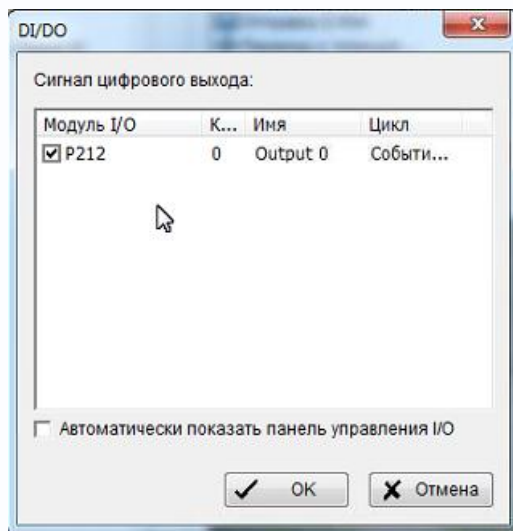 DI/DO
Сигнал цифрового выхода:
Модуль I/O К... Имя Цикл
P212 0 Output 0 Событи...
Автоматически показать панель управления I/O
OK Отмена